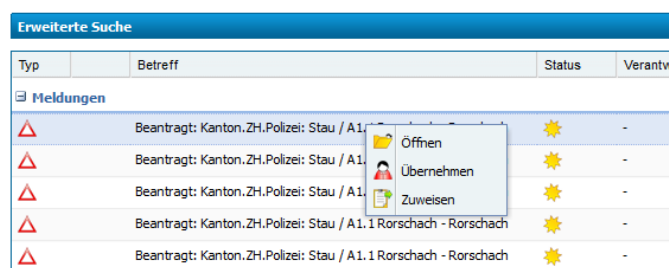 Erweiterte Suche
Typ Betreff Status Verantw
Meldungen
Beantragt: Kanton.ZH.Polizei: Stau / A1.1 Rorschach - Rorschach -
Öffnen
Beantragt: Kanton.ZH.Polizei: Stau / A1. -
Übernehmen
Beantragt: Kanton.ZH.Polizei: Stau / A1. -
Zuweisen
Beantragt: Kanton.ZH.Polizei: Stau / A1.1 Rorschach - Rorschach -
Beantragt: Kanton.ZH.Polizei: Stau / A1.1 Rorschach - Rorschach -